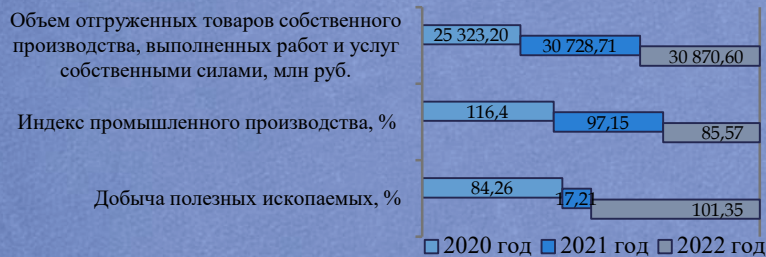 Объем отгруженных товаров собственного
производства, выполненных работ и услуг
собственными силами, млн руб.
25 323,20
30 728,71
30 870,60
Индекс промышленного производства, %
116,4
97,15
85,57
Добыча полезных ископаемых, %
84,26
17,21
101,35
2020 год 2021 год 2022 год